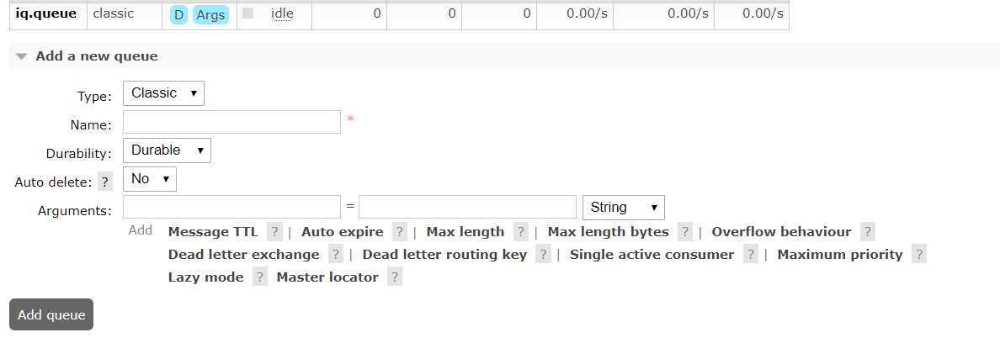 iq.queue classic D Args idle 0 0 0 0.00/s 0.00/s 0.00/s
Add a new queue
Type: Classic
Name: *
Durability: Durable
Auto delete: ? No
Arguments: = String
Add Message TTL ? | Auto expire ? | Max length ? | Max length bytes ? | Overflow behaviour ?
Dead letter exchange ? | Dead letter routing key ? | Single active consumer ? | Maximum priority ?
Lazy mode ? Master locator ?
Add queue